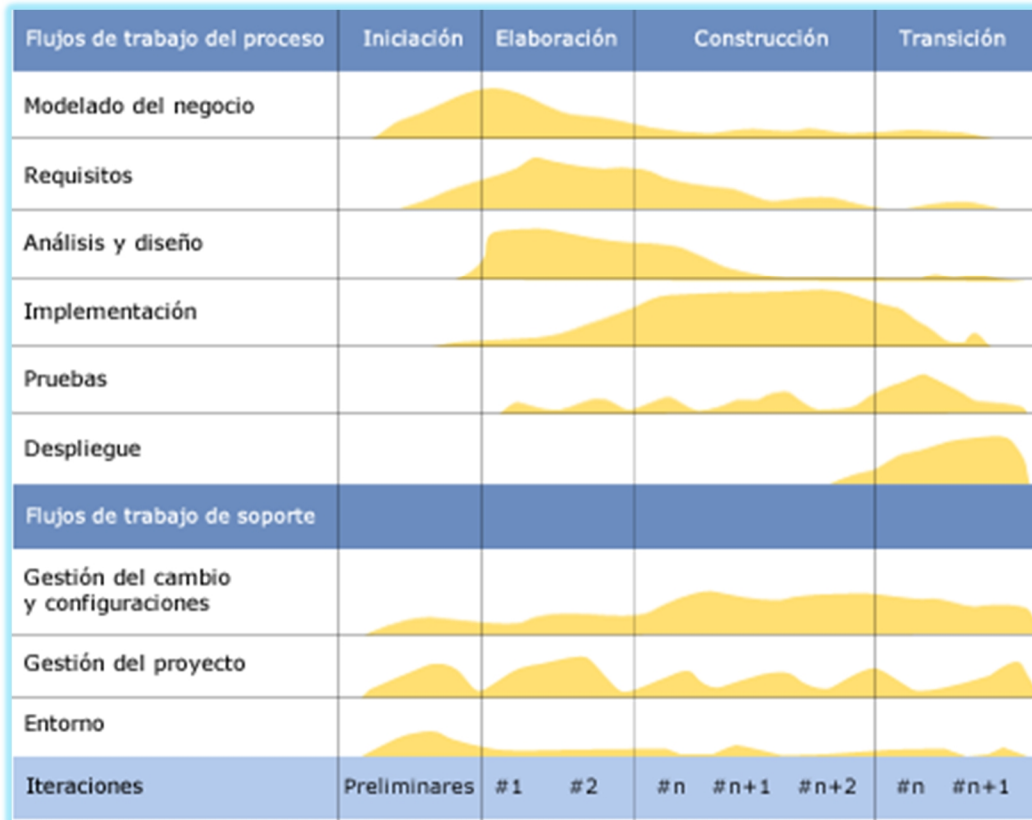 Flujos de trabajo del proceso Iniciación Elaboración Construcción Transición
Modelado del negocio
Requisitos
Análisis y diseño
Implementación
Pruebas
Despliegue
Flujos de trabajo de soporte
Gestión del cambio
y configuraciones
Gestión del proyecto
Entorno
Iteraciones Preliminares #1 #2 #n #n+1 #n+2 #n #n+1